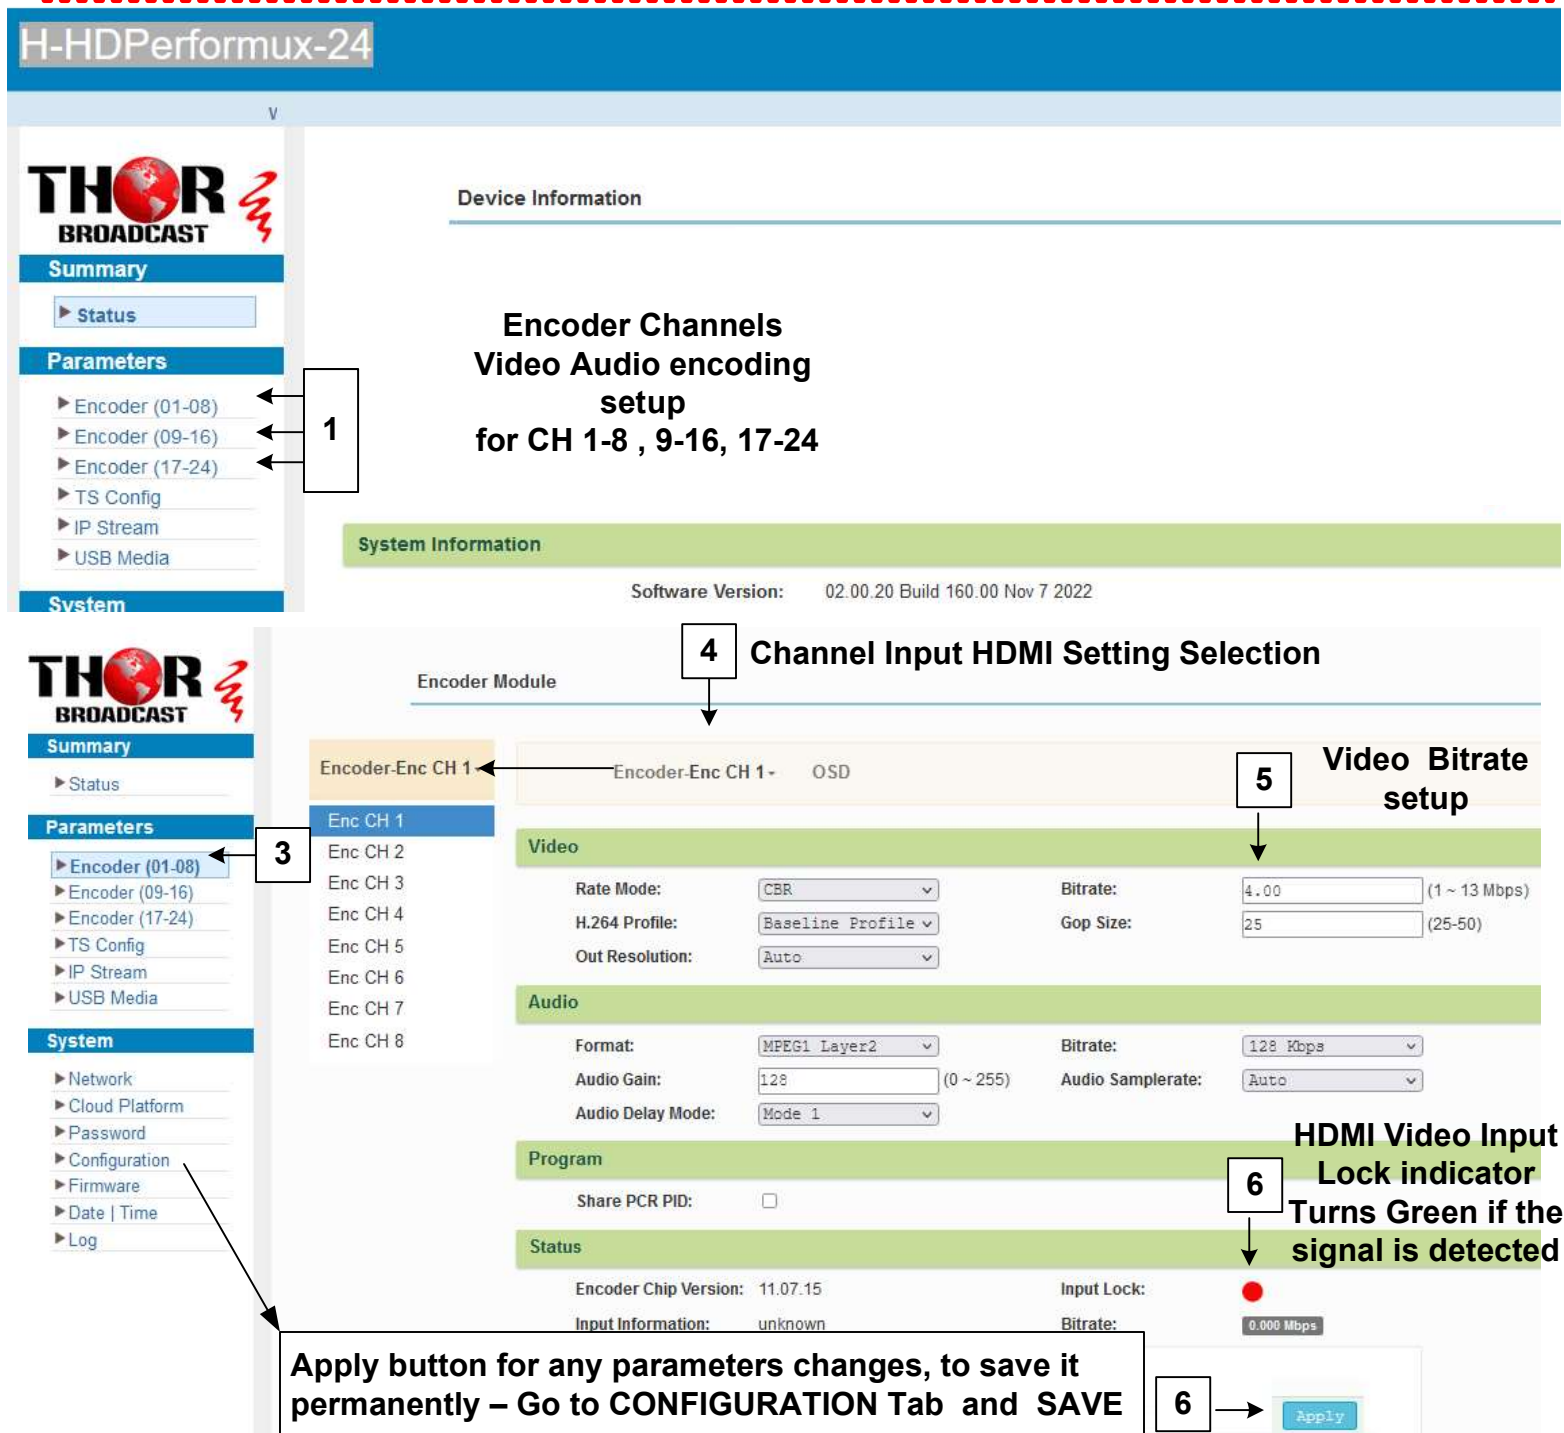 H-HDPerformux-24
V
THOR
BROADCAST
Device Information
Summary
Status
Parameters
Encoder (01-08)
Encoder (09-16)
Encoder (17-24)
TS Config
IP Stream
USB Media
System
1
Encoder Channels
Video Audio encoding
setup
for CH 1-8 , 9-16, 17-24
System Information
Software Version: 02.00.20 Build 160.00 Nov 7 2022
THOR
BROADCAST
Summary
Status
Parameters
Encoder (01-08)
Encoder (09-16)
Encoder (17-24)
TS Config
IP Stream
USB Media
System
Network
Cloud Platform
Password
Configuration
Firmware
Date | Time
Log
3
4 Channel Input HDMI Setting Selection
Encoder Module
Encoder-Enc CH 1
Enc CH 1
Enc CH 2
Enc CH 3
Enc CH 4
Enc CH 5
Enc CH 6
Enc CH 7
Enc CH 8
Encoder-Enc CH 1 OSD
5 Video Bitrate
setup
Video
Rate Mode: CBR Bitrate: 4.00 (1 ~ 13 Mbps)
H.264 Profile: Baseline Profile Gop Size: 25 (25-50)
Out Resolution: Auto
Audio
Format: MPEG1 Layer2 Bitrate: 128 Kbps
Audio Gain: 128 (0 ~ 255) Audio Samplerate: Auto
Audio Delay Mode: Mode 1
Program
Share PCR PID:
6 HDMI Video Input
Lock indicator
Turns Green if the
signal is detected
Status
Encoder Chip Version: 11.07.15 Input Lock:
Input Information: unknown Bitrate: 0.000 Mbps
Apply button for any parameters changes, to save it
permanently – Go to CONFIGURATION Tab and SAVE
6 Apply